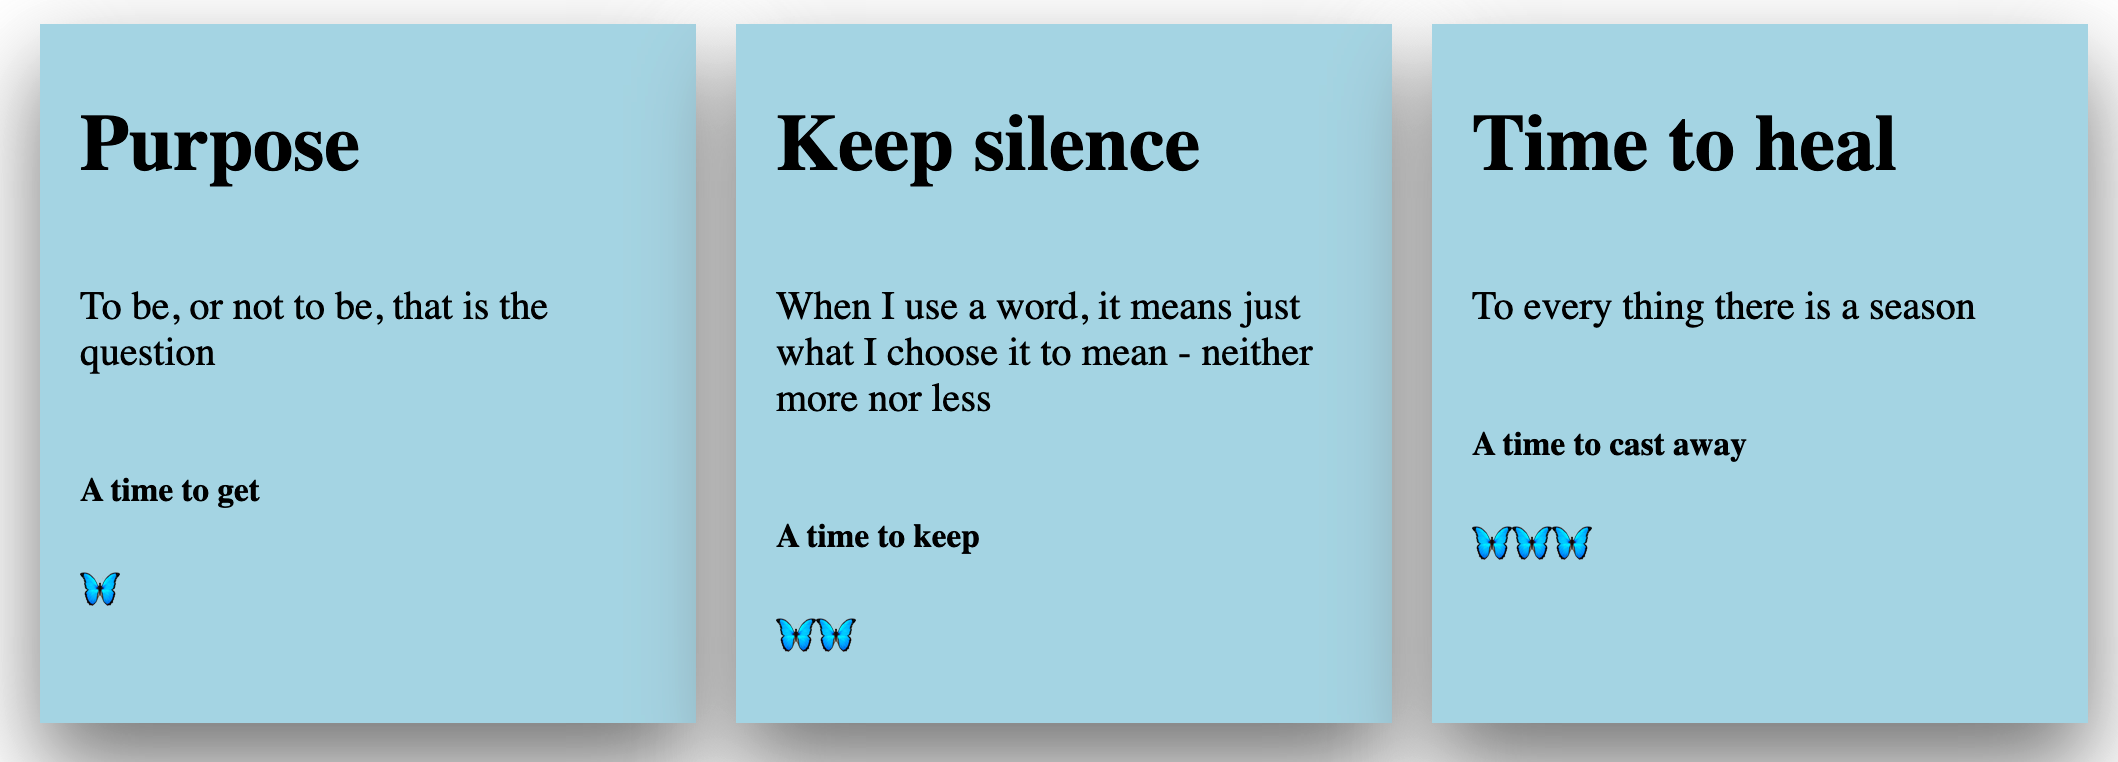 Purpose
To be, or not to be, that is the
question
A time to get
🦋
Keep silence
When I use a word, it means just
what I choose it to mean - neither
more nor less
A time to keep
🦋🦋
Time to heal
To every thing there is a season
A time to cast away
🦋🦋🦋